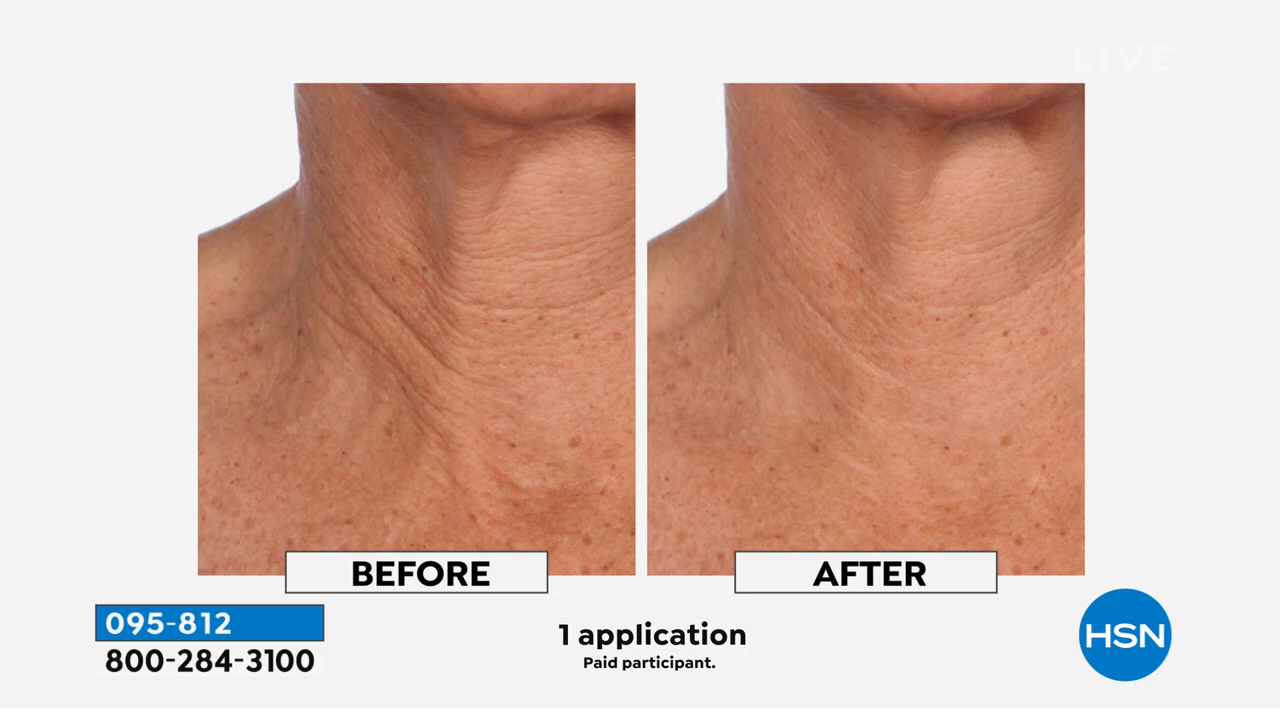 LIVE
BEFORE
AFTER
095-812
800-284-3100
1 application
Paid participant.
HSN